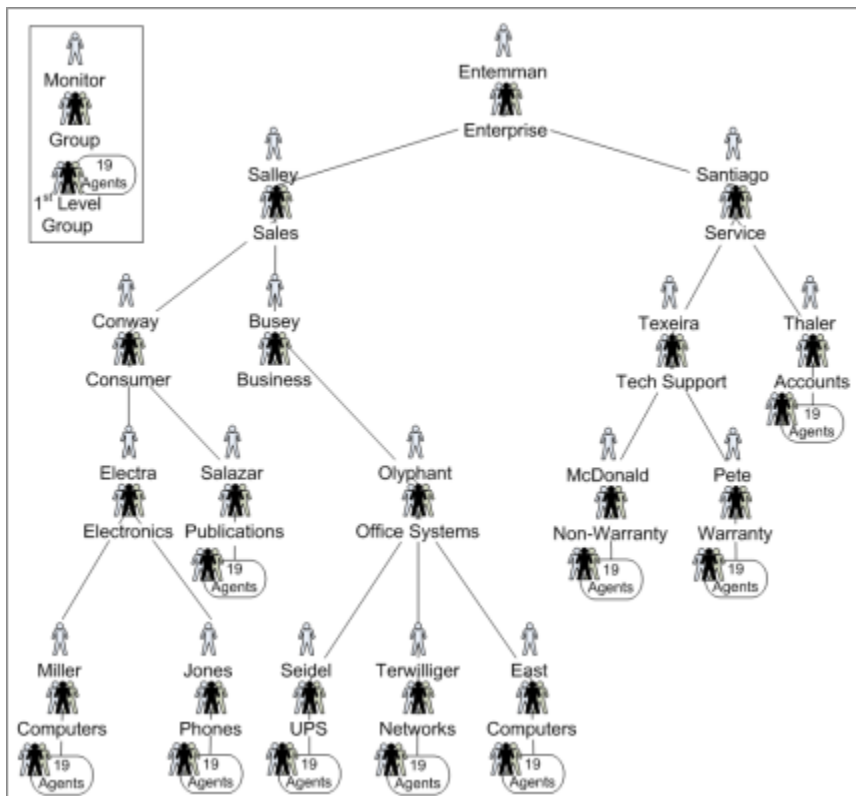 Monitor
Group
19
Agents
1st Level
Group
Entemman
Enterprise
Salley
Sales
Santiago
Service
Conway
Consumer
Busey
Business
Texeira
Tech Support
Thaler
Accounts
19
Agents
Electra
Electronics
Salazar
Publications
19
Agents
Olyphant
Office Systems
McDonald
Non-Warranty
19
Agents
Pete
Warranty
19
Agents
Miller
Computers
19
Agents
Jones
Phones
19
Agents
Seidel
UPS
19
Agents
Terwilliger
Networks
19
Agents
East
Computers
19
Agents